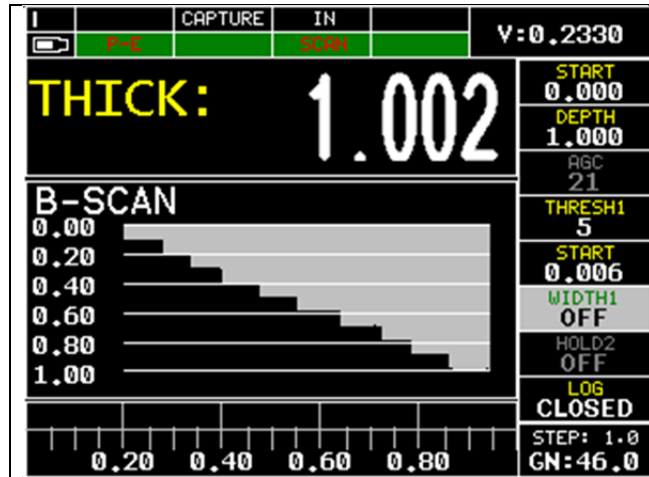 CAPTURE IN
P-E SCAN
V:0.2330
THICK: 1.002
START
0.000
DEPTH
1.000
AGC
21
THRESH1
5
START
0.006
WIDTH1
OFF
HOLD2
OFF
LOG
CLOSED
STEP: 1.0
GN:46.0
B-SCAN
0.00
0.20
0.40
0.60
0.80
1.00
0.20 0.40 0.60 0.80